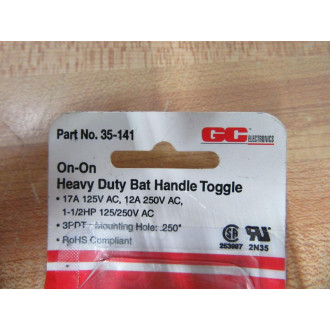 Part No. 35-141
GC ELECTRONICS
On-On
Heavy Duty Bat Handle Toggle
• 17A 125V AC, 12A 250V AC,
1-1/2HP 125/250V AC
• 3PDT - Mounting Hole: .250"
• RoHS Compliant
253997 2N35